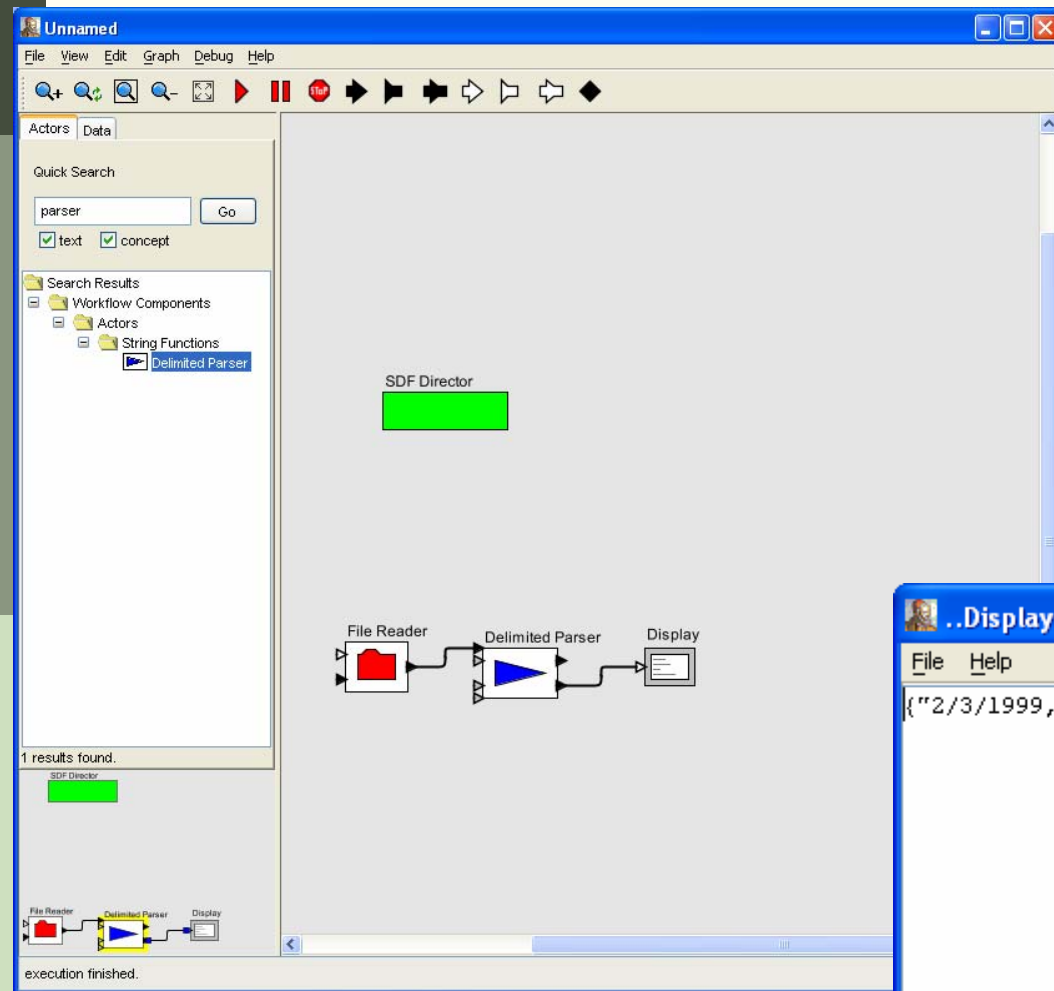 Unnamed
File View Edit Graph Debug Help
STOP
Actors Data
Quick Search
parser Go
text concept
Search Results
Workflow Components
Actors
String Functions
Delimited Parser
1 results found.
SDF Director
File Reader Delimited Parser Display
SDF Director
File Reader Delimited Parser Display
execution finished.
..Display
File Help
{"2/3/1999,